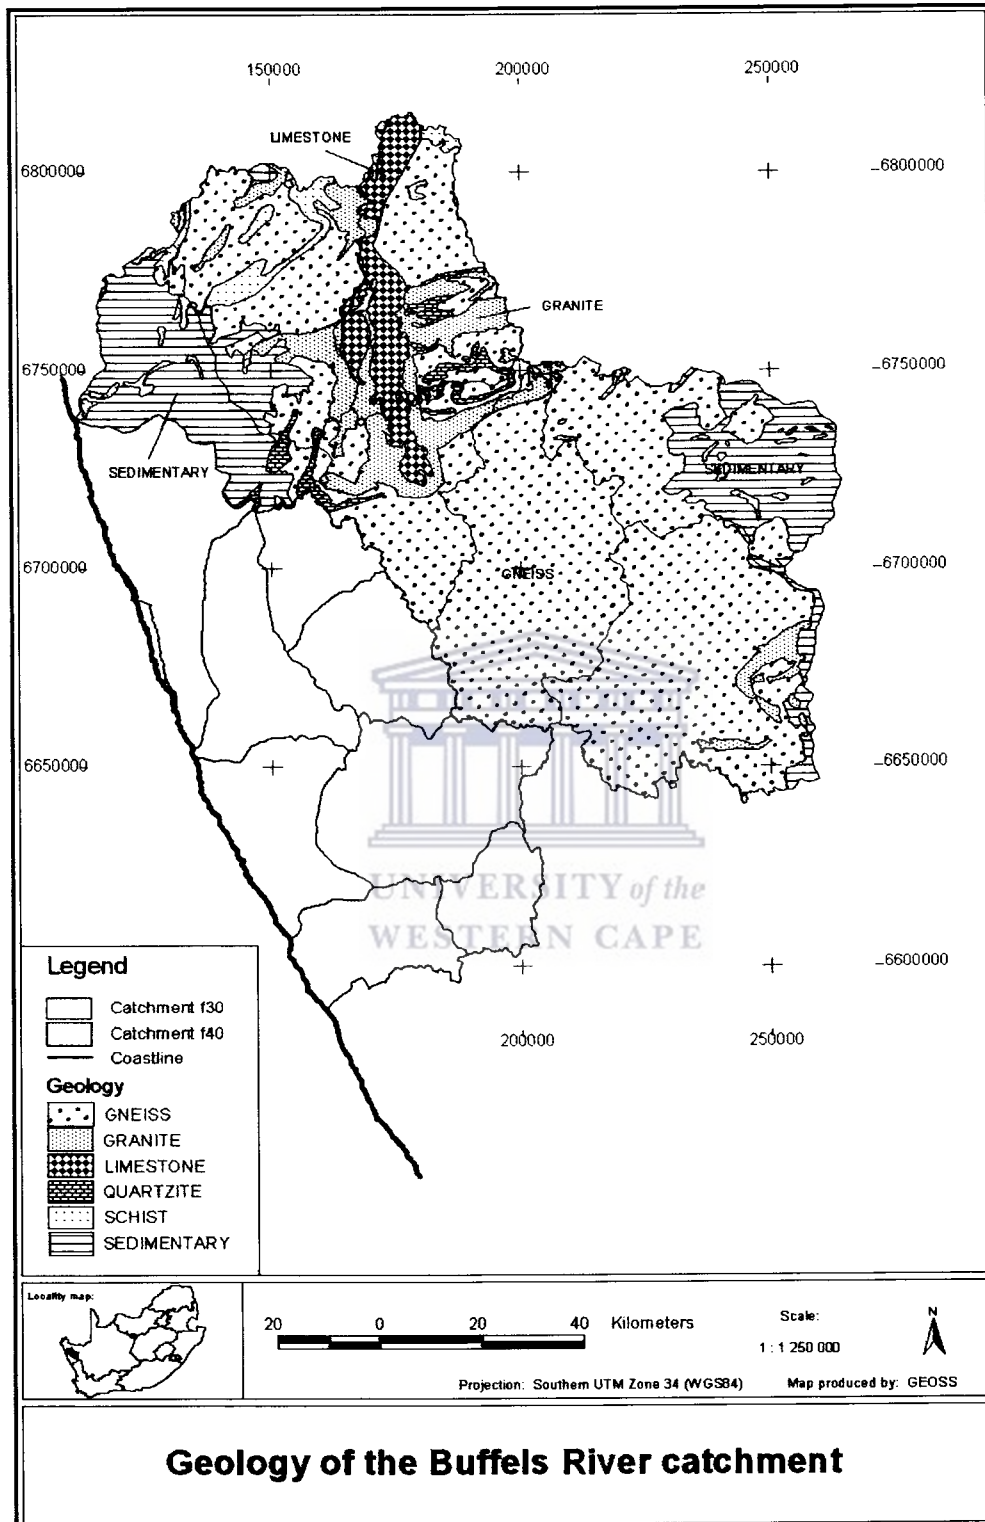 150000
200000
250000
LIMESTONE
6800000
6800000
GRANITE
6750000
6750000
SEDIMENTARY
SEDIMENTARY
6700000
GNEISS
6700000
6650000
6650000
UNIVERSITY of the
WESTERN CAPE
6600000
200000
250000
Legend
Catchment f30
Catchment f40
Coastline
Geology
GNEISS
GRANITE
LIMESTONE
QUARTZITE
SCHIST
SEDIMENTARY
Locality map:
20 0 20 40 Kilometers
Scale:
1 : 1 250 000
N
Projection: Southern UTM Zone 34 (WGS84)
Map produced by: GEOSS
Geology of the Buffels River catchment